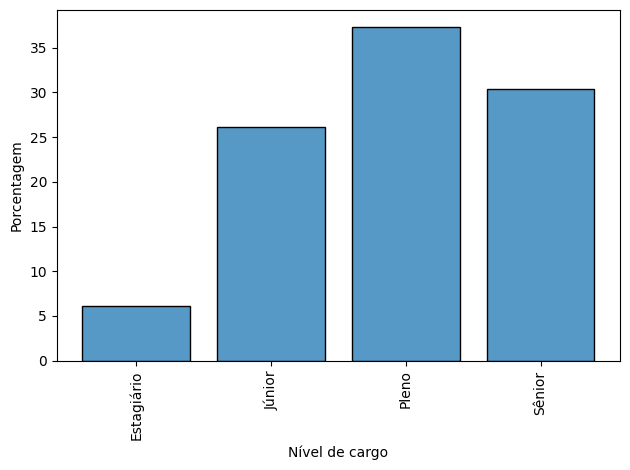 35
30
25
20
15
10
5
0
Porcentagem
Estagiário
Júnior
Pleno
Sênior
Nível de cargo